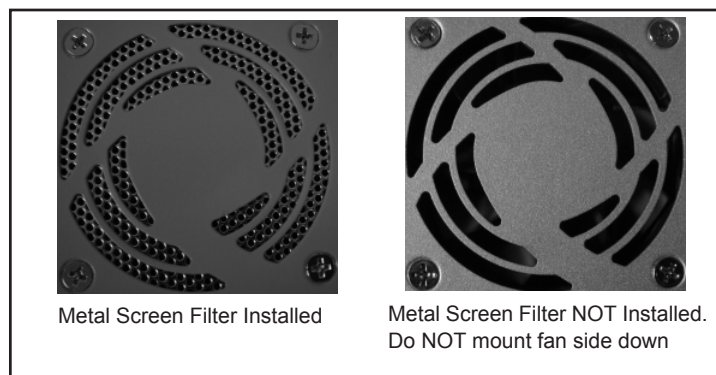 Metal Screen Filter Installed
Metal Screen Filter NOT Installed.
Do NOT mount fan side down